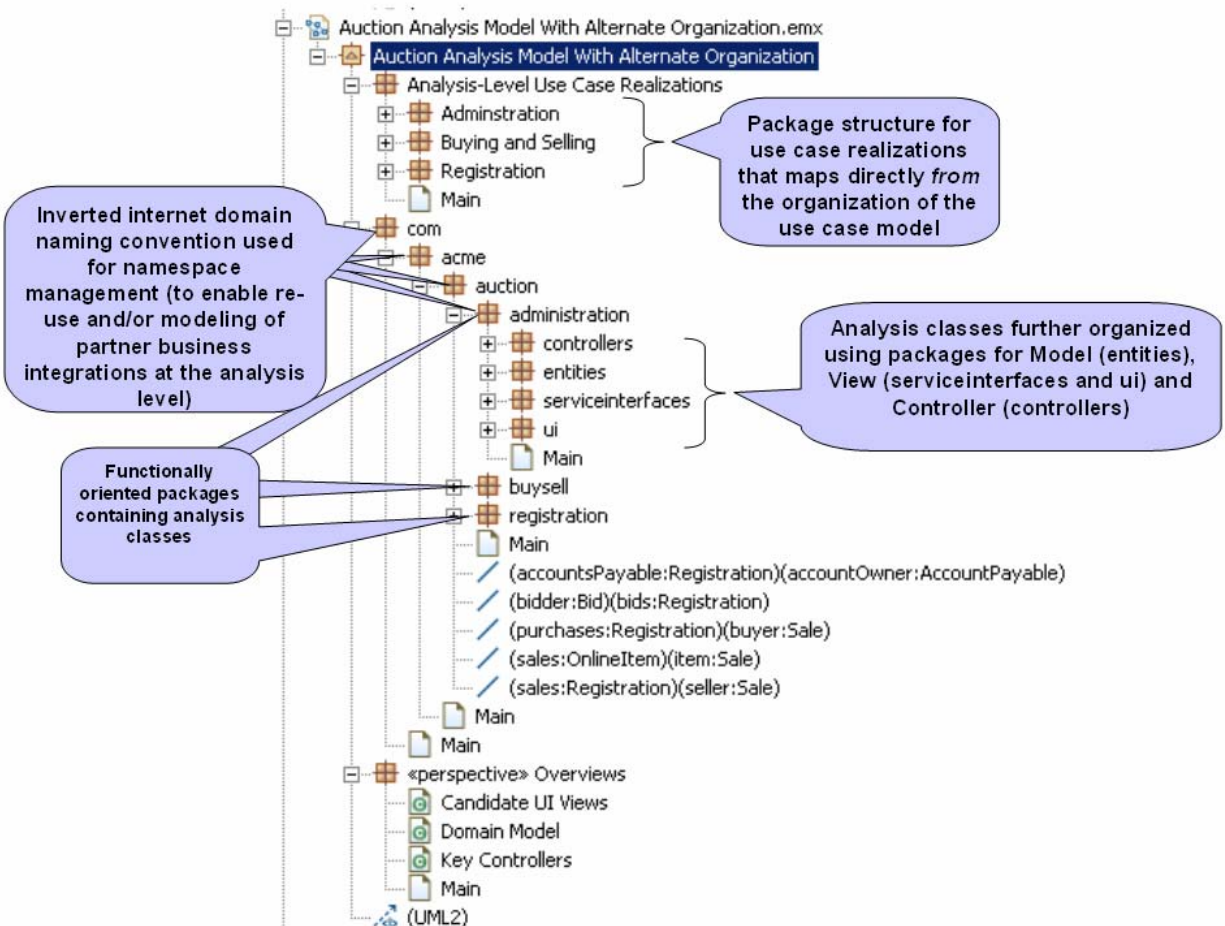 Auction Analysis Model With Alternate Organization.emx
Auction Analysis Model With Alternate Organization
Analysis-Level Use Case Realizations
Adminstration
Buying and Selling
Registration
Main
Package structure for
use case realizations
that maps directly from
the organization of the
use case model
Inverted internet domain
naming convention used
for namespace
management (to enable re-
use and/or modeling of
partner business
integrations at the analysis
level)
com
acme
auction
administration
controllers
entities
serviceinterfaces
ui
Main
Analysis classes further organized
using packages for Model (entities),
View (serviceinterfaces and ui) and
Controller (controllers)
Functionally
oriented packages
containing analysis
classes
buysell
registration
Main
(accountsPayable:Registration)(accountOwner:AccountPayable)
(bidder:Bid)(bids:Registration)
(purchases:Registration)(buyer:Sale)
(sales:OnlineItem)(item:Sale)
(sales:Registration)(seller:Sale)
Main
Main
«perspective» Overviews
Candidate UI Views
Domain Model
Key Controllers
Main
(UML2)